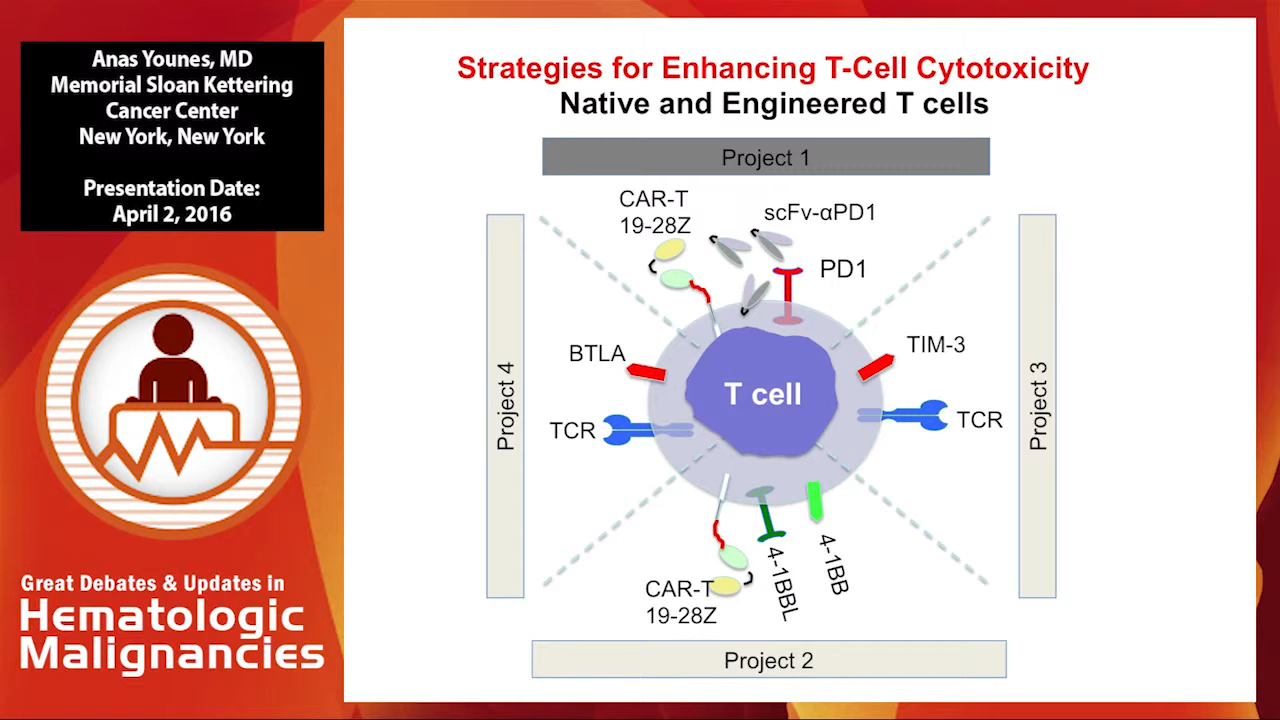 Anas Younes, MD
Memorial Sloan Kettering
Cancer Center
New York, New York
Presentation Date:
April 2, 2016
Great Debates & Updates in
Hematologic
Malignancies
Strategies for Enhancing T-Cell Cytotoxicity
Native and Engineered T cells
Project 1
CAR-T
19-28Z
scFv-αPD1
PD1
BTLA
TIM-3
T cell
TCR
TCR
Project 4
Project 3
4-1BBL
4-1BB
CAR-T
19-28Z
Project 2